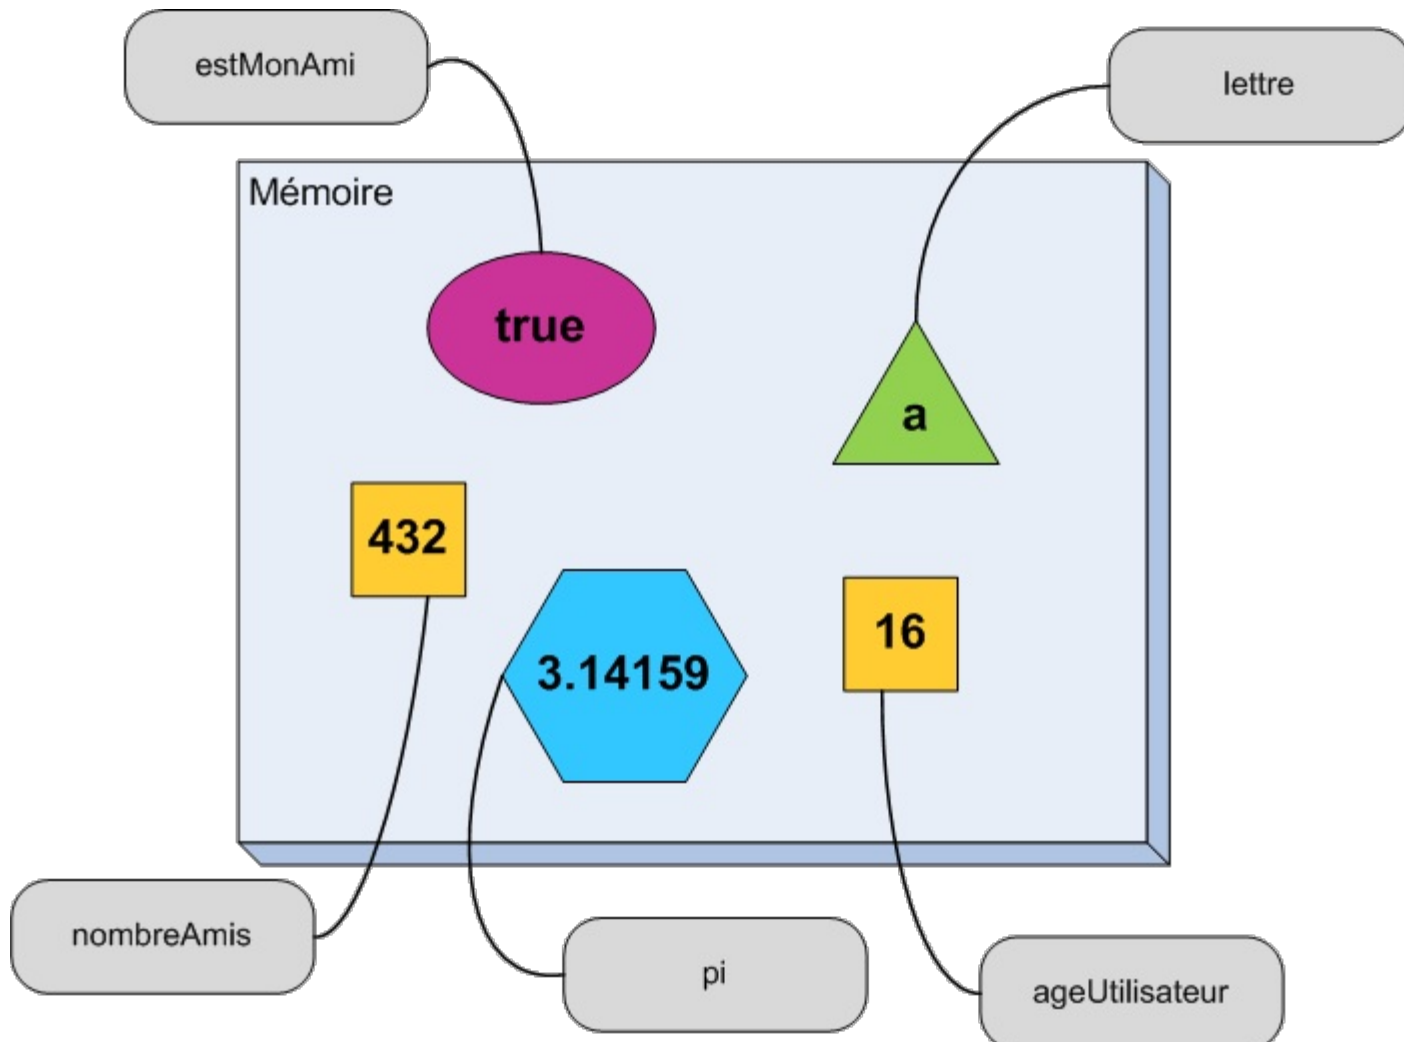 estMonAmi
lettre
Mémoire
true
a
432
16
3.14159
nombreAmis
pi
ageUtilisateur